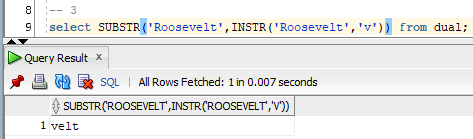 8 -- 3
9 select SUBSTR('Roosevelt',INSTR('Roosevelt','v')) from dual;
Query Result ×
SQL | All Rows Fetched: 1 in 0.007 seconds
SUBSTR('ROOSEVELT',INSTR('ROOSEVELT','V'))
1 velt